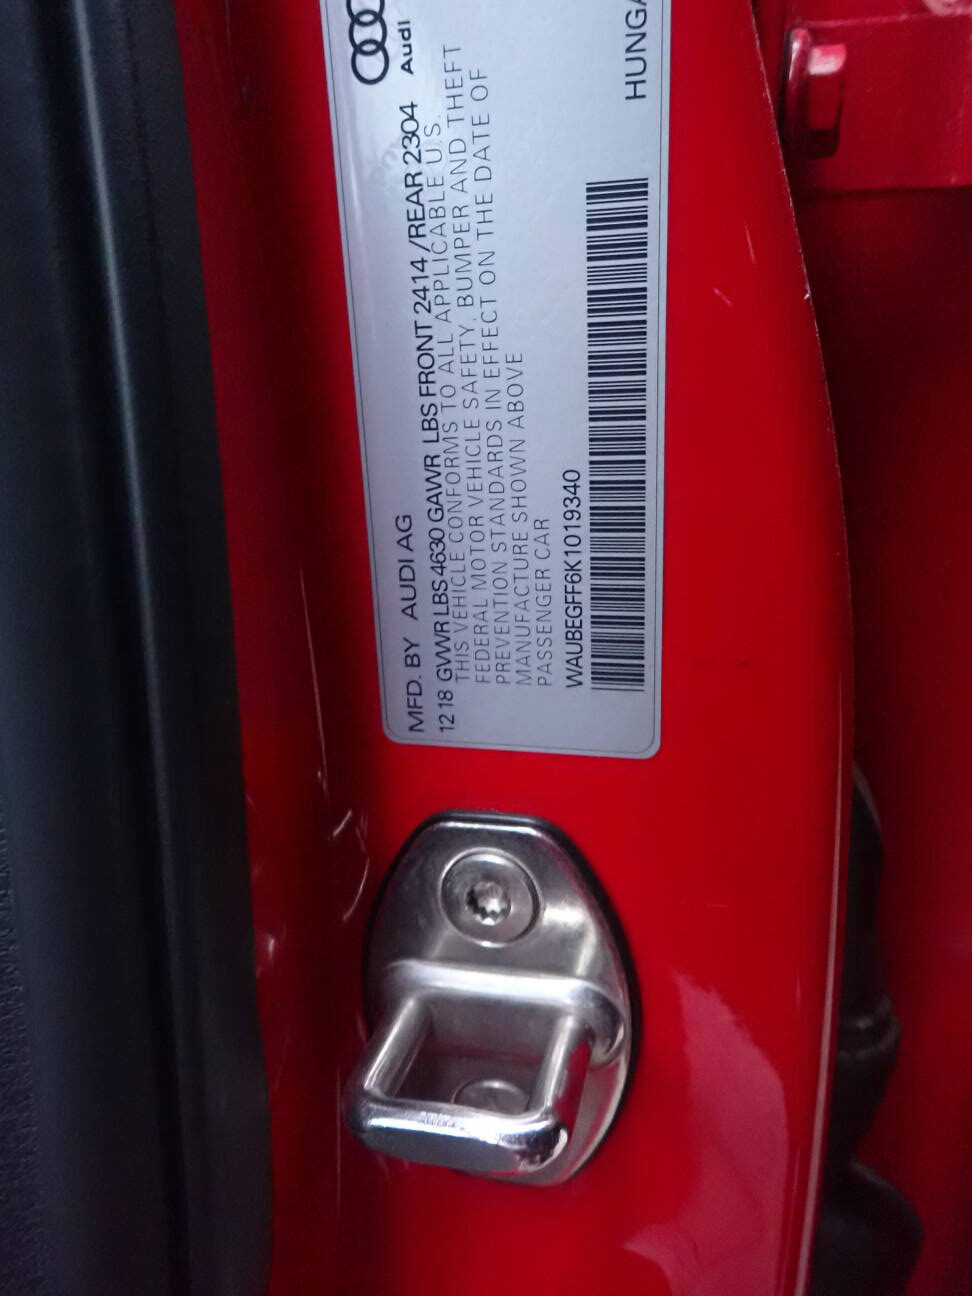 Audi
MFD. BY AUDI AG
12 18 GVWR LBS 4630 GAWR LBS FRONT 2414 /REAR 2304
THIS VEHICLE CONFORMS TO ALL APPLICABLE U.S.
FEDERAL MOTOR VEHICLE SAFETY, BUMPER AND THEFT
PREVENTION STANDARDS IN EFFECT ON THE DATE OF
MANUFACTURE SHOWN ABOVE
PASSENGER CAR
WAUBEGFF6K1019340
HUNGA